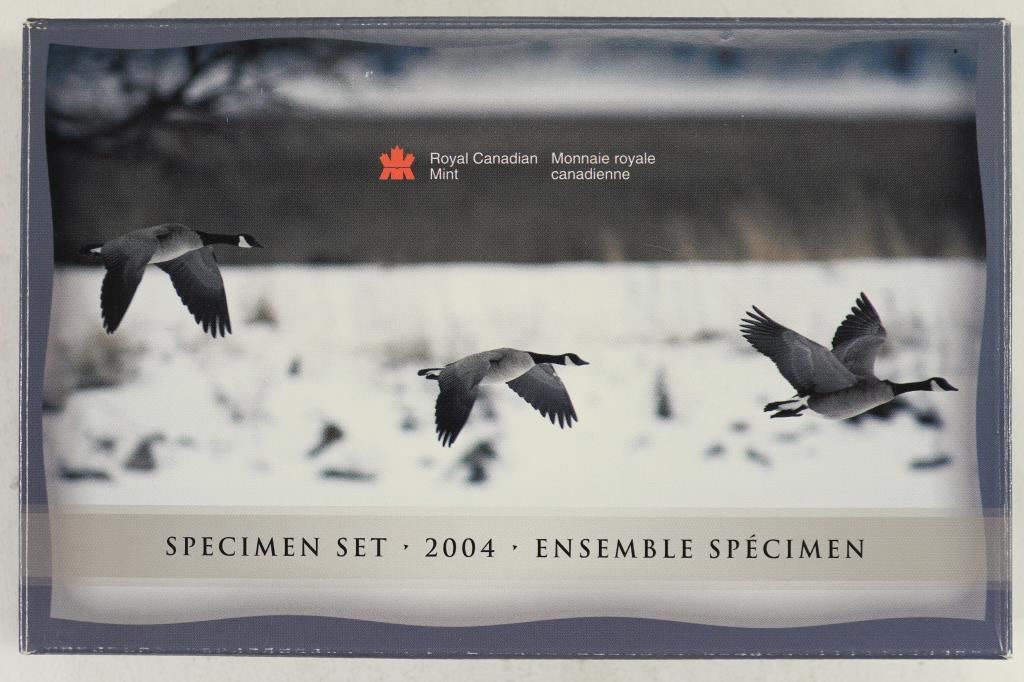 Royal Canadian Mint
Monnaie royale canadienne
SPECIMEN SET · 2004 · ENSEMBLE SPÉCIMEN